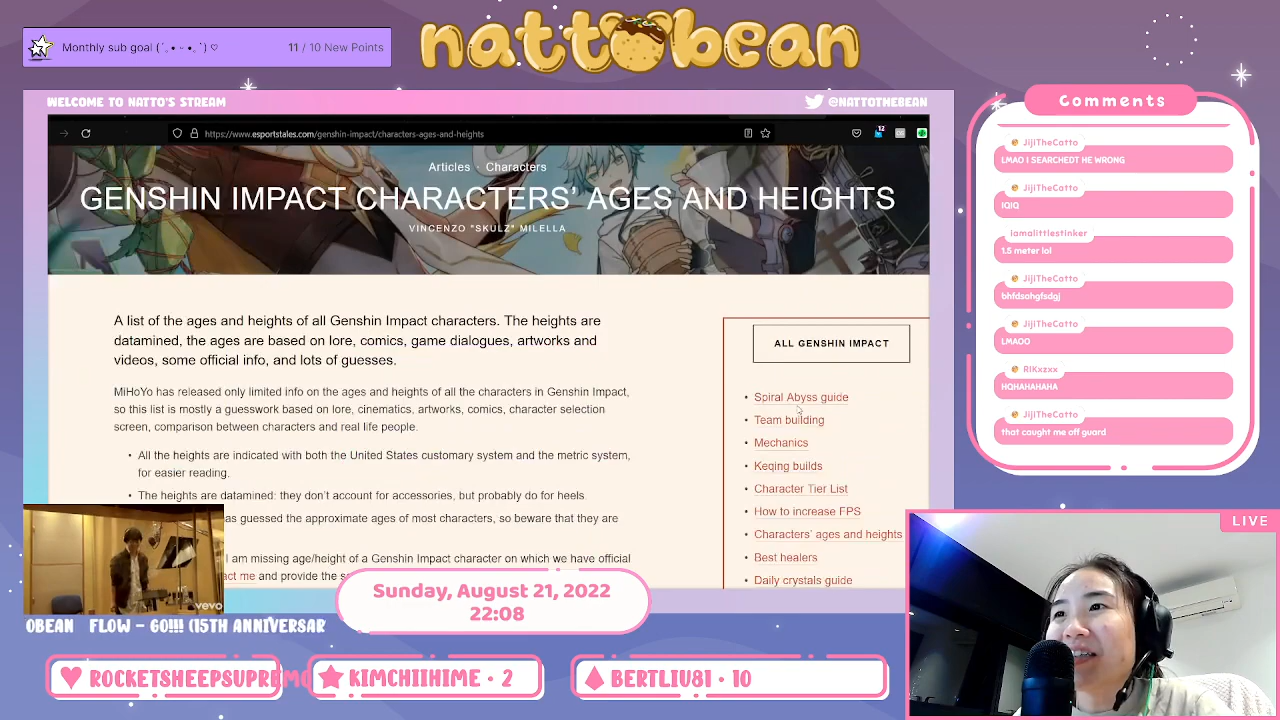 Monthly sub goal (´｡• ᵕ •｡`) ♡
11 / 10 New Points
nattobean
WELCOME TO NATTO'S STREAM
@NATTOTHEBEAN
https://www.esportstales.com/genshin-impact/characters-ages-and-heights
12
Articles · Characters
GENSHIN IMPACT CHARACTERS' AGES AND HEIGHTS
VINCENZO "SKULZ" MILELLA
A list of the ages and heights of all Genshin Impact characters. The heights are
datamined, the ages are based on lore, comics, game dialogues, artworks and
videos, some official info, and lots of guesses.
MiHoYo has released only limited info on the ages and heights of all the characters in Genshin Impact,
so this list is mostly a guesswork based on lore, cinematics, artworks, comics, character selection
screen, comparison between characters and real life people.
• All the heights are indicated with both the United States customary system and the metric system,
for easier reading.
• The heights are datamined: they don't account for accessories, but probably do for heels.
has guessed the approximate ages of most characters, so beware that they are
I am missing age/height of a Genshin Impact character on which we have official
act me and provide the
ALL GENSHIN IMPACT
• Spiral Abyss guide
• Team building
• Mechanics
• Keqing builds
• Character Tier List
• How to increase FPS
• Characters' ages and heights
• Best healers
• Daily crystals guide
vevo
OBEAN FLOW - GO!!! (15TH ANNIVERSAR
Sunday, August 21, 2022
22:08
ROCKETSHEEPSUPREMO
KIMCHIIHIME · 2
BERTLIU81 · 10
Comments
JijiTheCatto
LMAO I SEARCHEDT HE WRONG
JijiTheCatto
IQIQ
iamalittlestinker
1.5 meter lol
JijiTheCatto
bhfdsahgfsdgj
JijiTheCatto
LMAOO
RIKxzxx
HQHAHAHAHA
JijiTheCatto
that caught me off guard
LIVE